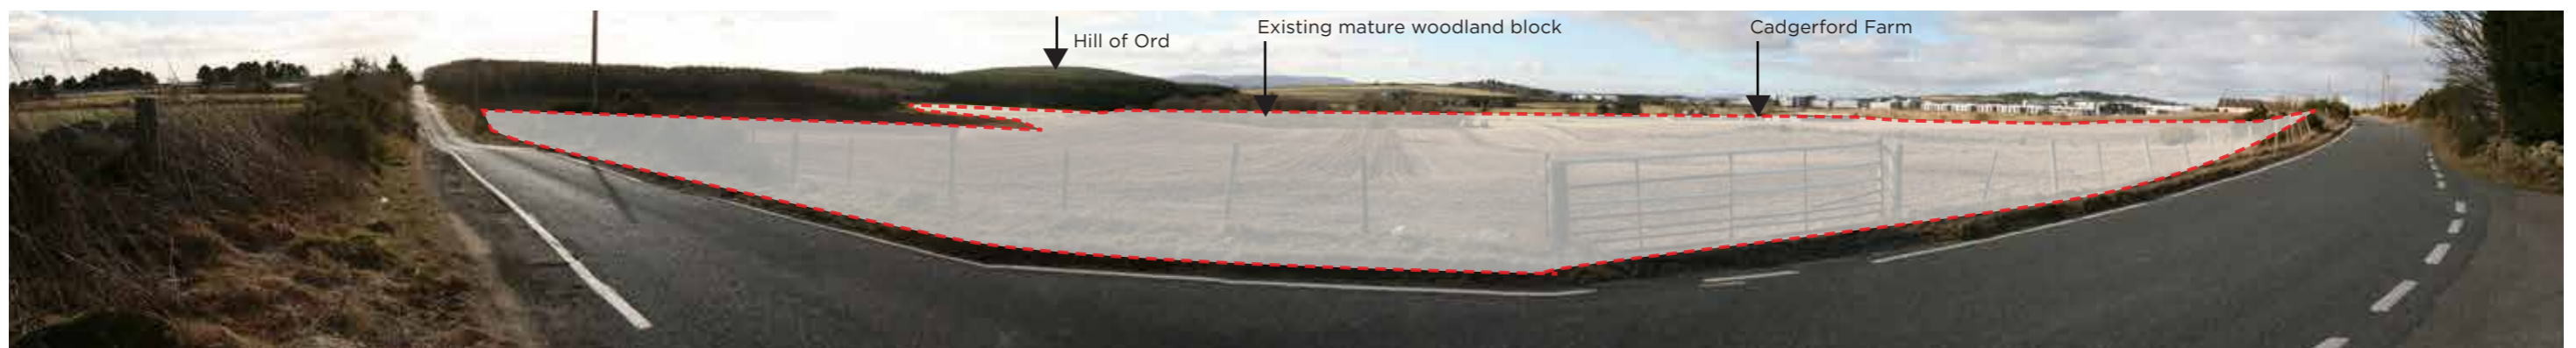 Hill of Ord
Existing mature woodland block
Cadgerford Farm